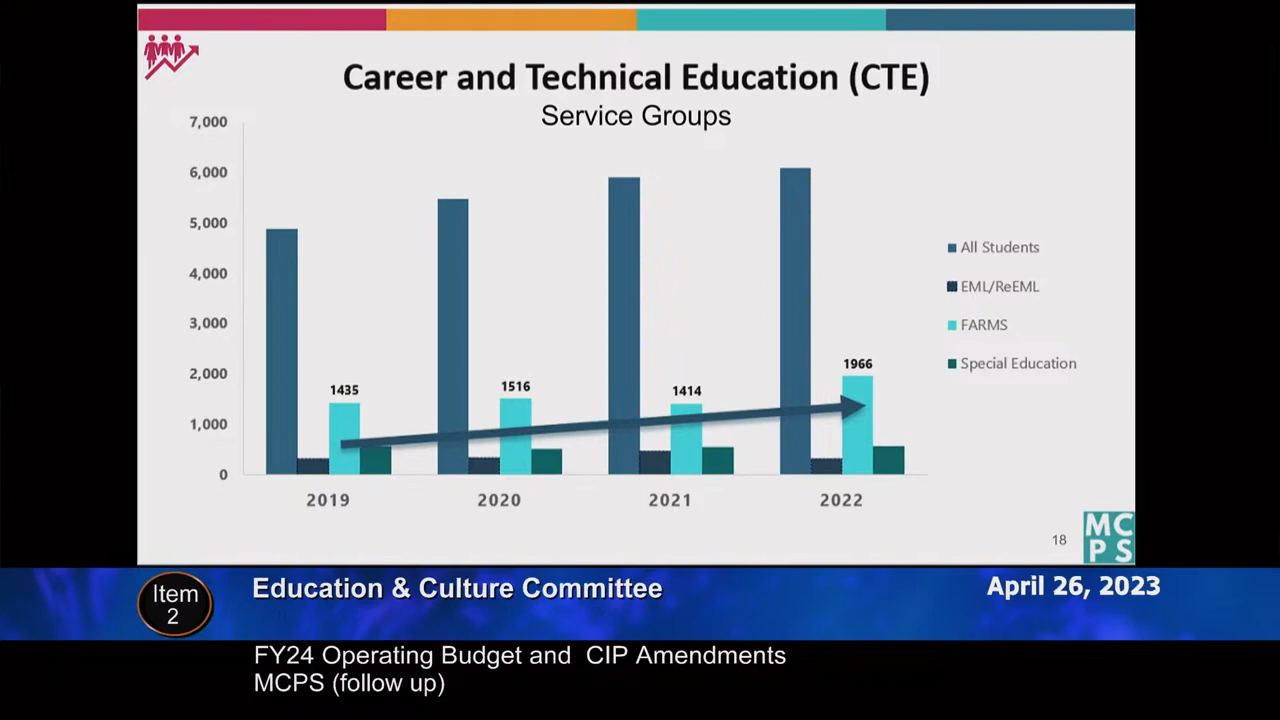 Career and Technical Education (CTE)
Service Groups
7,000
6,000
5,000
4,000
3,000
2,000
1,000
0
1435
1516
1414
1966
2019
2020
2021
2022
All Students
EML/ReEML
FARMS
Special Education
18
MC
PS
Item
2
Education & Culture Committee
April 26, 2023
FY24 Operating Budget and CIP Amendments
MCPS (follow up)